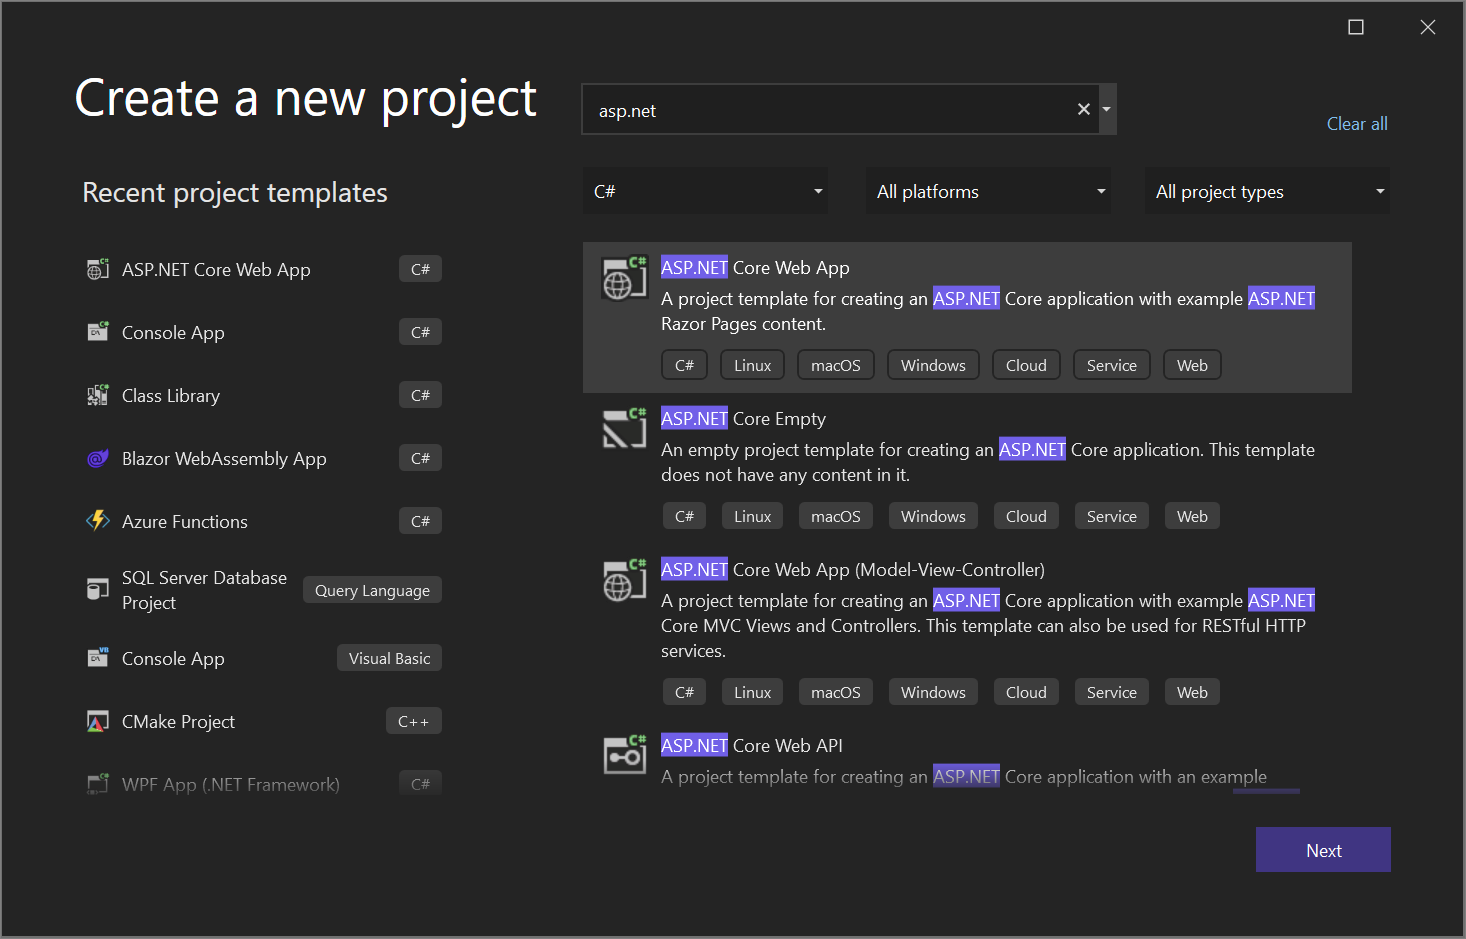 Create a new project
asp.net
Clear all
Recent project templates
C#
All platforms
All project types
ASP.NET Core Web App
C#
Console App
C#
Class Library
C#
Blazor WebAssembly App
C#
Azure Functions
C#
SQL Server Database
Project
Query Language
Console App
Visual Basic
CMake Project
C++
WPF App (.NET Framework)
C#
ASP.NET Core Web App
A project template for creating an ASP.NET Core application with example ASP.NET
Razor Pages content.
C# Linux macOS Windows Cloud Service Web
ASP.NET Core Empty
An empty project template for creating an ASP.NET Core application. This template
does not have any content in it.
C# Linux macOS Windows Cloud Service Web
ASP.NET Core Web App (Model-View-Controller)
A project template for creating an ASP.NET Core application with example ASP.NET
Core MVC Views and Controllers. This template can also be used for RESTful HTTP
services.
C# Linux macOS Windows Cloud Service Web
ASP.NET Core Web API
A project template for creating an ASP.NET Core application with an example
Next